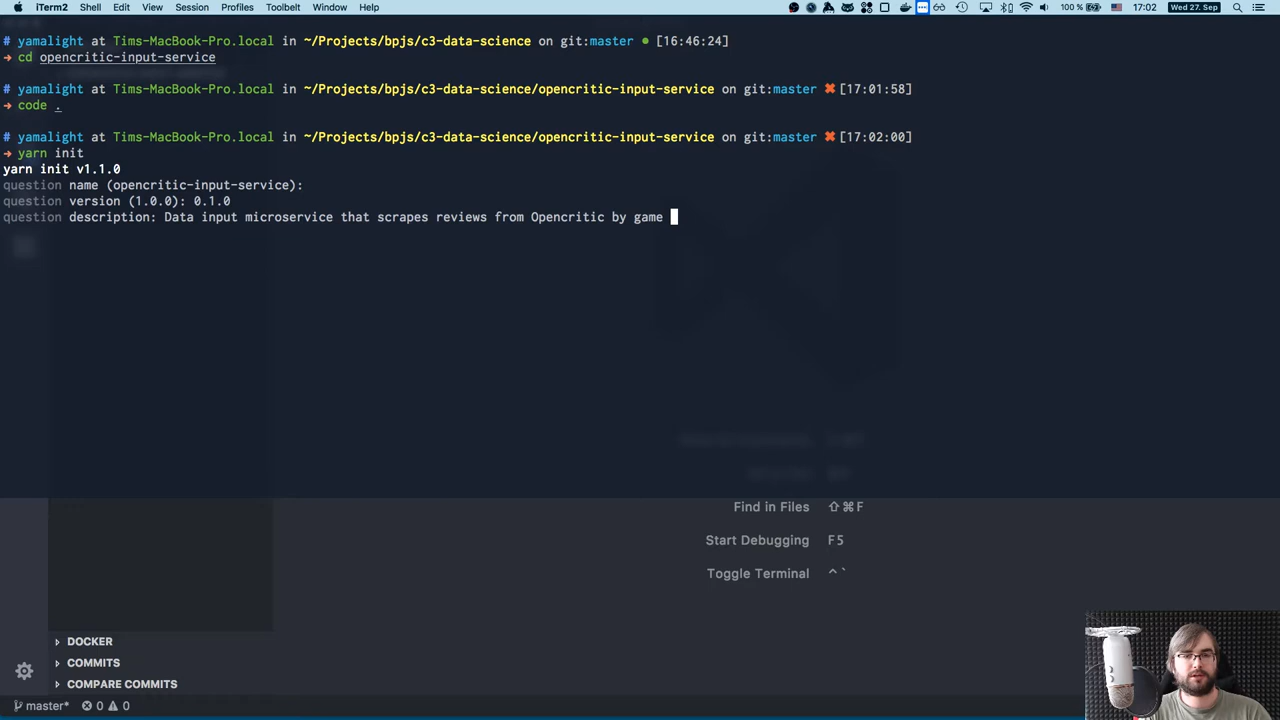 iTerm2 Shell Edit View Session Profiles Toolbelt Window Help 100 % 17:02 Wed 27. Sep
# yamalight at Tims-MacBook-Pro.local in ~/Projects/bpjs/c3-data-science on git:master ● [16:46:24]
→ cd opencritic-input-service
# yamalight at Tims-MacBook-Pro.local in ~/Projects/bpjs/c3-data-science/opencritic-input-service on git:master ✖ [17:01:58]
→ code .
# yamalight at Tims-MacBook-Pro.local in ~/Projects/bpjs/c3-data-science/opencritic-input-service on git:master ✖ [17:02:00]
→ yarn init
yarn init v1.1.0
question name (opencritic-input-service):
question version (1.0.0): 0.1.0
question description: Data input microservice that scrapes reviews from Opencritic by game
Find in Files ⇧⌘F
Start Debugging F5
Toggle Terminal ^`
DOCKER
COMMITS
COMPARE COMMITS
master* 0 0